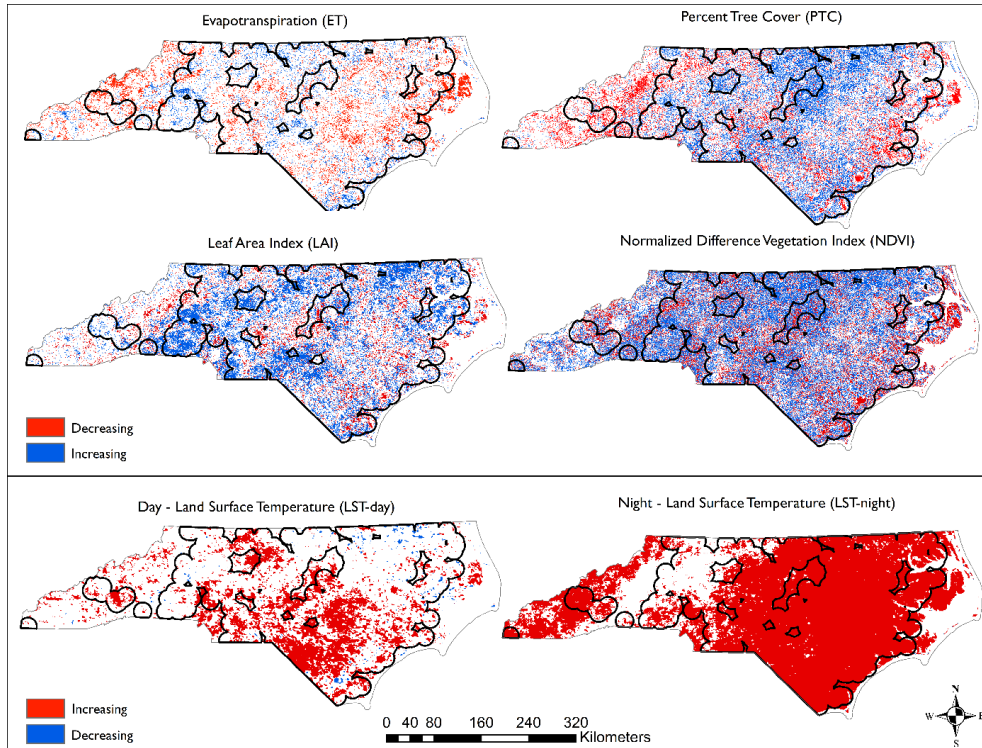 Evapotranspiration (ET)
Percent Tree Cover (PTC)
Leaf Area Index (LAI)
Normalized Difference Vegetation Index (NDVI)
Decreasing
Increasing
Day - Land Surface Temperature (LST-day)
Night - Land Surface Temperature (LST-night)
Increasing
Decreasing
0 40 80 160 240 320
Kilometers
N
W E
S